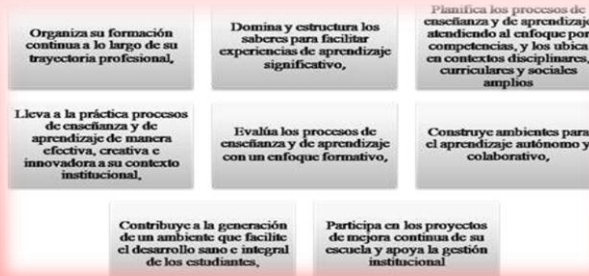 Organiza su formación
continua a lo largo de su
trayectoria profesional,
Domina y estructura los
saberes para facilitar
experiencias de aprendizaje
significativo,
Planifica los procesos de
enseñanza y de aprendizaje
atendiendo al enfoque por
competencias, y los ubica
en contextos disciplinares,
curriculares y sociales
amplios
Lleva a la práctica procesos
de enseñanza y de
aprendizaje de manera
efectiva, creativa e
innovadora a su contexto
institucional,
Evalúa los procesos de
enseñanza y de aprendizaje
con un enfoque formativo,
Construye ambientes para
el aprendizaje autónomo y
colaborativo,
Contribuye a la generación
de un ambiente que facilite
el desarrollo sano e integral
de los estudiantes,
Participa en los proyectos
de mejora continua de su
escuela y apoya la gestión
institucional